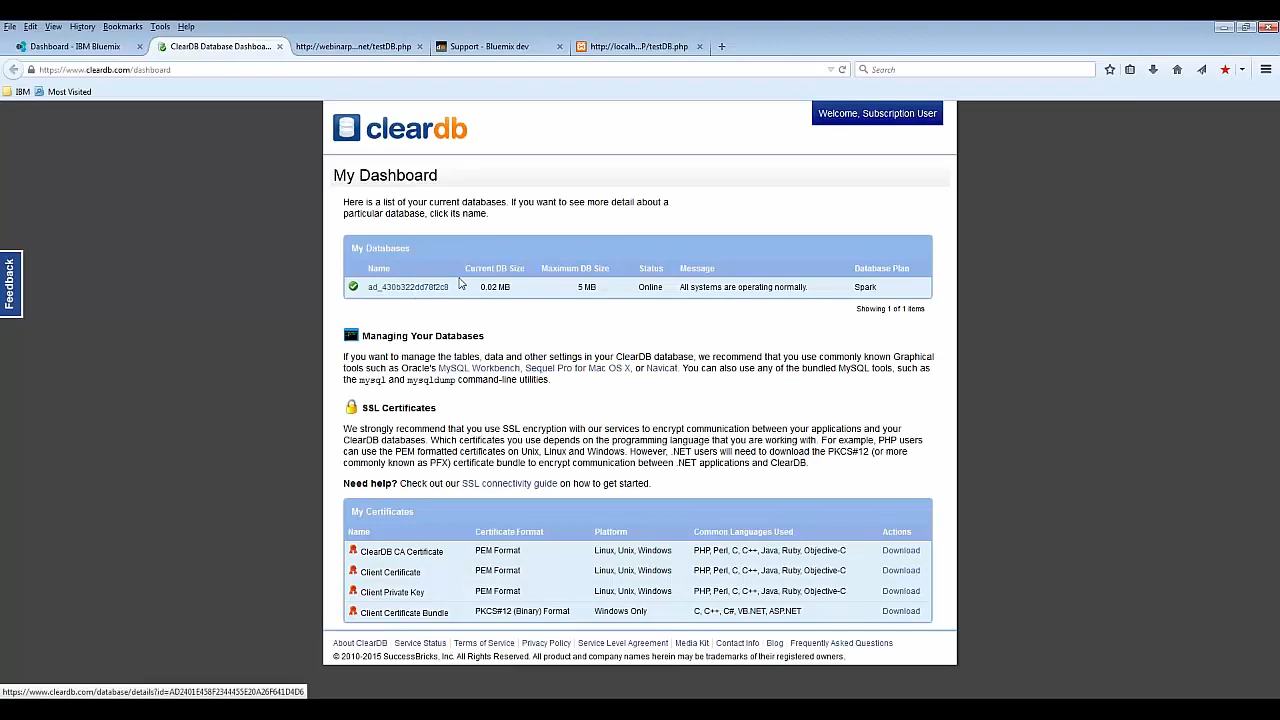 File Edit View History Bookmarks Tools Help
Dashboard - IBM Bluemix × ClearDB Database Dashboa... × http://webinarp...net/testDB.php × Support - Bluemix dev × http://localh...P/testDB.php × +
https://www.cleardb.com/dashboard Search
IBM Most Visited
cleardb
Welcome, Subscription User
My Dashboard
Here is a list of your current databases. If you want to see more detail about a
particular database, click its name.
My Databases
Name Current DB Size Maximum DB Size Status Message Database Plan
ad_430b322dd78f2c8 0.02 MB 5 MB Online All systems are operating normally. Spark
Showing 1 of 1 items
Feedback
Managing Your Databases
If you want to manage the tables, data and other settings in your ClearDB database, we recommend that you use commonly known Graphical
tools such as Oracle's MySQL Workbench, Sequel Pro for Mac OS X, or Navicat. You can also use any of the bundled MySQL tools, such as
the mysql and mysqldump command-line utilities.
SSL Certificates
We strongly recommend that you use SSL encryption with our services to encrypt communication between your applications and your
ClearDB databases. Which certificates you use depends on the programming language that you are working with. For example, PHP users
can use the PEM formatted certificates on Unix, Linux and Windows. However, .NET users will need to download the PKCS#12 (or more
commonly known as PFX) certificate bundle to encrypt communication between .NET applications and ClearDB.
Need help? Check out our SSL connectivity guide on how to get started.
My Certificates
Name Certificate Format Platform Common Languages Used Actions
ClearDB CA Certificate PEM Format Linux, Unix, Windows PHP, Perl, C, C++, Java, Ruby, Objective-C Download
Client Certificate PEM Format Linux, Unix, Windows PHP, Perl, C, C++, Java, Ruby, Objective-C Download
Client Private Key PEM Format Linux, Unix, Windows PHP, Perl, C, C++, Java, Ruby, Objective-C Download
Client Certificate Bundle PKCS#12 (Binary) Format Windows Only C, C++, C#, VB.NET, ASP.NET Download
About ClearDB Service Status Terms of Service Privacy Policy Service Level Agreement Media Kit Contact Info Blog Frequently Asked Questions
© 2010-2015 SuccessBricks, Inc. All Rights Reserved. All product and company names herein may be trademarks of their registered owners.
https://www.cleardb.com/database/details?id=AD2401E458F2344455E20A26F641D4D6